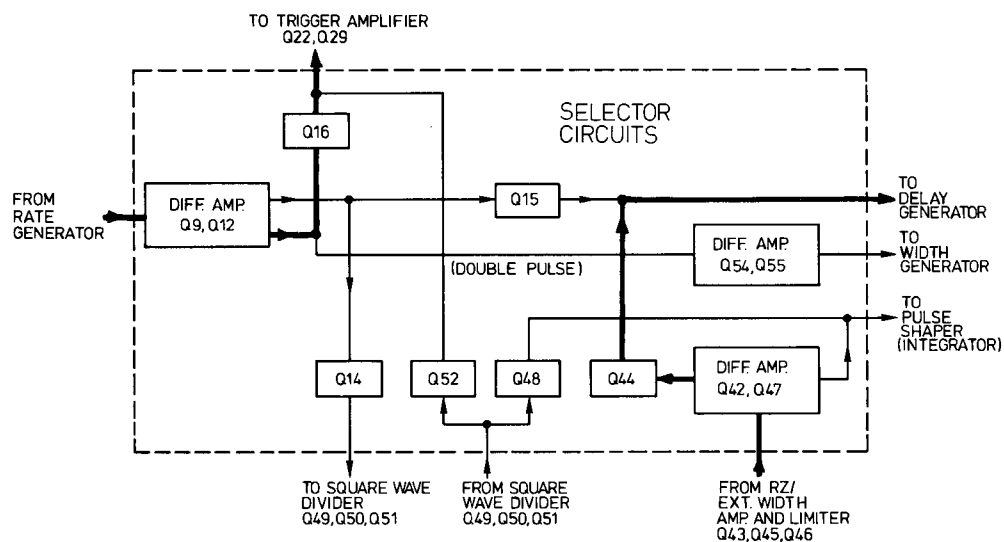 TO TRIGGER AMPLIFIER
Q22,Q29
SELECTOR
CIRCUITS
Q16
FROM
RATE
GENERATOR
DIFF. AMP.
Q9,Q12
Q15
TO
DELAY
GENERATOR
(DOUBLE PULSE)
DIFF. AMP.
Q54,Q55
TO
WIDTH
GENERATOR
TO
PULSE
SHAPER
(INTEGRATOR)
Q14
Q52
Q48
Q44
DIFF. AMP.
Q42,Q47
TO SQUARE WAVE
DIVIDER
Q49,Q50,Q51
FROM SQUARE
WAVE DIVIDER
Q49,Q50,Q51
FROM RZ/
EXT. WIDTH
AMP. AND LIMITER
Q43,Q45,Q46